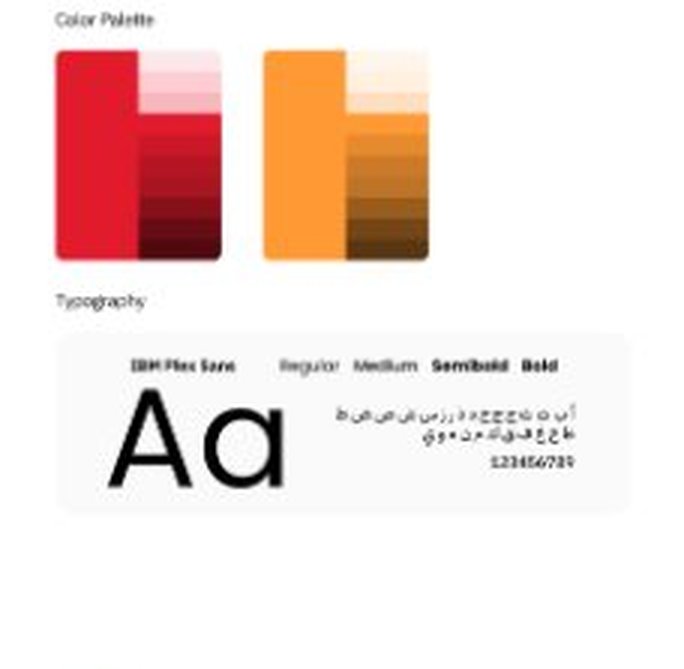 Color Palette
Typography
IBM Plex Sans Regular Medium Semibold Bold
Aa
أ ب ت ث ج ح خ د ذ ر ز س ش ص ض ط
ظ ع غ ف ق ك ل م ن ه و ي
123456789